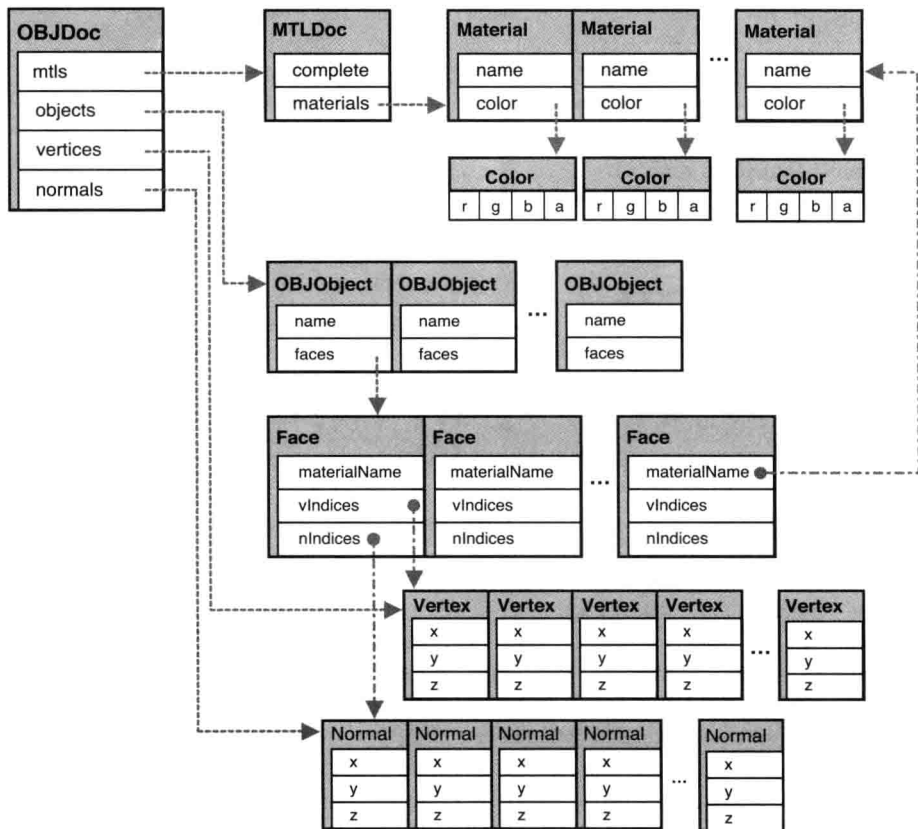 OBJDoc
mtls
objects
vertices
normals
MTLDoc
complete
materials
Material Material ... Material
name name name
color color color
Color Color Color
r g b a r g b a r g b a
OBJObject OBJObject ... OBJObject
name name name
faces faces faces
Face Face ... Face
materialName materialName materialName
vIndices vIndices vIndices
nIndices nIndices nIndices
Vertex Vertex Vertex Vertex ... Vertex
x x x x x
y y y y y
z z z z z
Normal Normal Normal Normal ... Normal
x x x x x
y y y y y
z z z z z